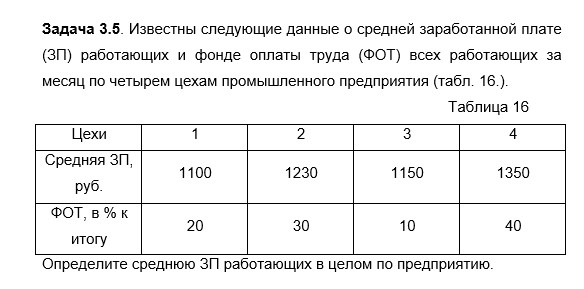 Задача 3.5. Известны следующие данные о средней заработанной плате
(ЗП) работающих и фонде оплаты труда (ФОТ) всех работающих за
месяц по четырем цехам промышленного предприятия (табл. 16.).
Таблица 16
Цехи 1 2 3 4
Средняя ЗП,
руб. 1100 1230 1150 1350
ФОТ, в % к
итогу 20 30 10 40
Определите среднюю ЗП работающих в целом по предприятию.